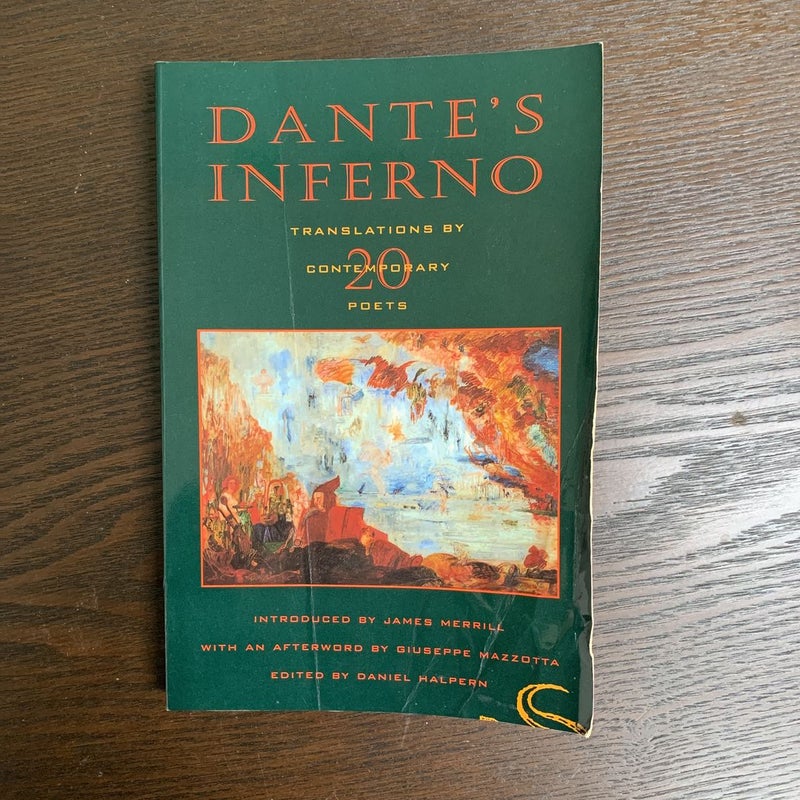 DANTE'S
INFERNO
TRANSLATIONS BY
20
CONTEMPORARY
POETS
INTRODUCED BY JAMES MERRILL
WITH AN AFTERWORD BY GIUSEPPE MAZZOTTA
EDITED BY DANIEL HALPERN